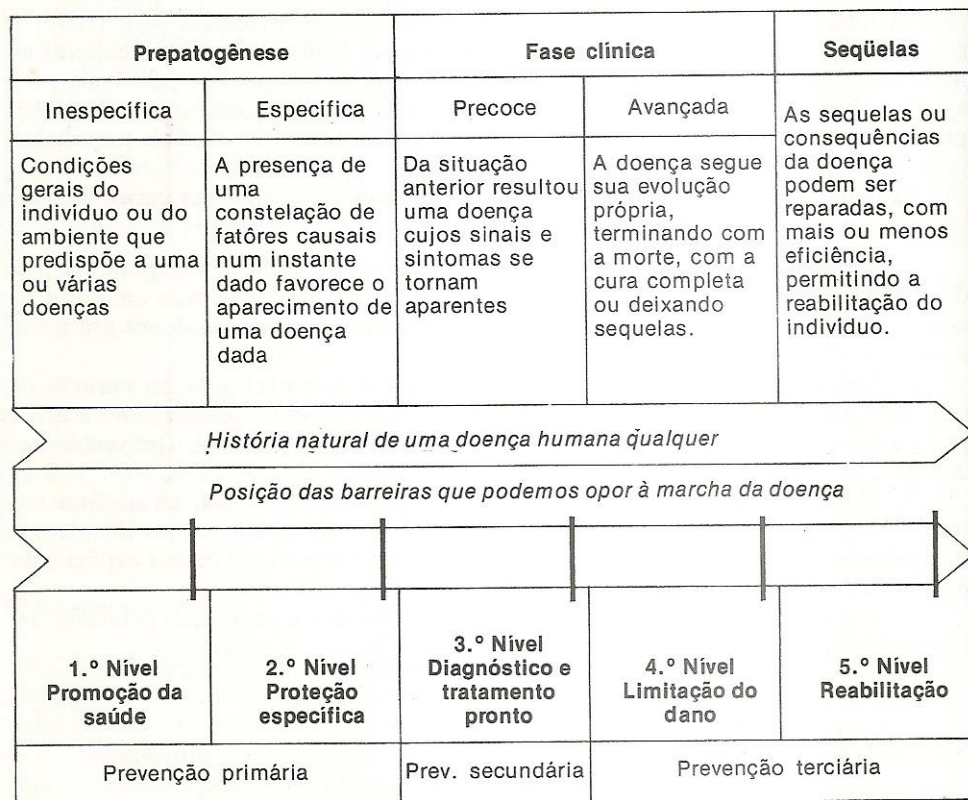 Prepatogênese
Fase clínica
Seqüelas
Inespecífica
Específica
Precoce
Avançada
Condições
gerais do
indivíduo ou do
ambiente que
predispõe a uma
ou várias
doenças
A presença de
uma
constelação de
fatôres causais
num instante
dado favorece o
aparecimento de
uma doença
dada
Da situação
anterior resultou
uma doença
cujos sinais e
sintomas se
tornam
aparentes
A doença segue
sua evolução
própria,
terminando com
a morte, com a
cura completa
ou deixando
sequelas.
As sequelas ou
consequências
da doença
podem ser
reparadas, com
mais ou menos
eficiência,
permitindo a
reabilitação do
indivíduo.
História natural de uma doença humana qualquer
Posição das barreiras que podemos opor à marcha da doença
1.º Nível
Promoção da
saúde
2.º Nível
Proteção
específica
3.º Nível
Diagnóstico e
tratamento
pronto
4.º Nível
Limitação do
dano
5.º Nível
Reabilitação
Prevenção primária
Prev. secundária
Prevenção terciária